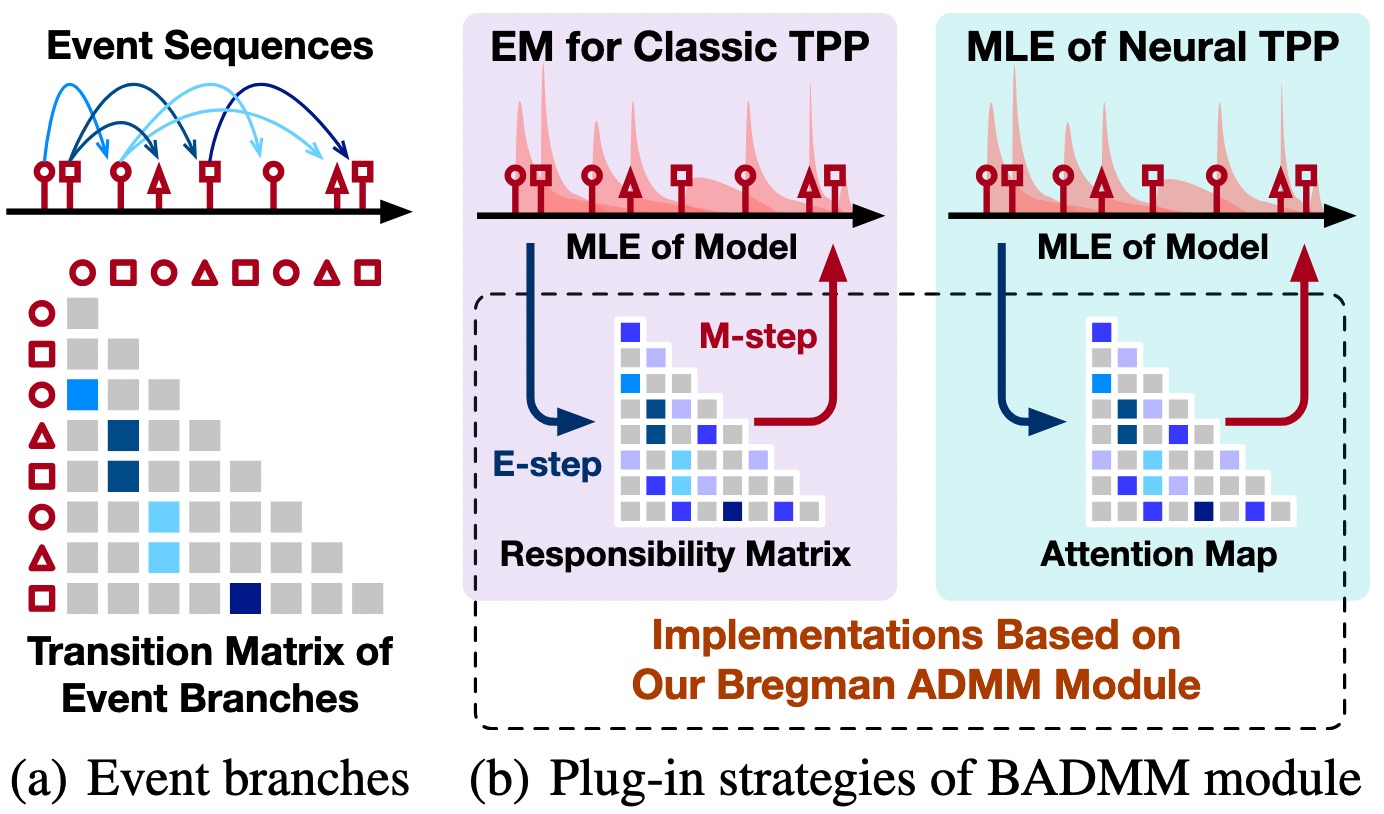 Event Sequences
Transition Matrix of
Event Branches
(a) Event branches
EM for Classic TPP
MLE of Model
E-step
M-step
Responsibility Matrix
MLE of Neural TPP
MLE of Model
Attention Map
Implementations Based on
Our Bregman ADMM Module
(b) Plug-in strategies of BADMM module